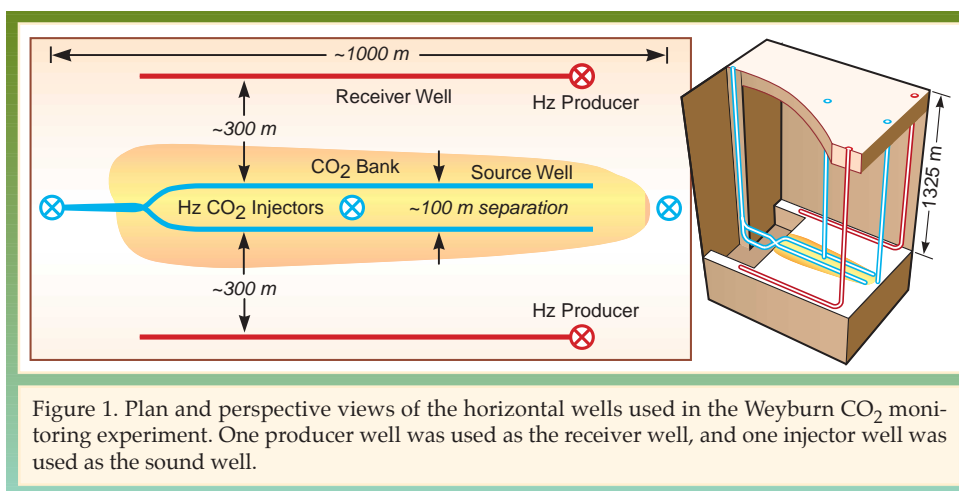 ~1000 m
Receiver Well
Hz Producer
~300 m
CO2 Bank
Source Well
Hz CO2 Injectors
~100 m separation
~300 m
Hz Producer
1325 m
Figure 1. Plan and perspective views of the horizontal wells used in the Weyburn CO2 moni-
toring experiment. One producer well was used as the receiver well, and one injector well was
used as the sound well.